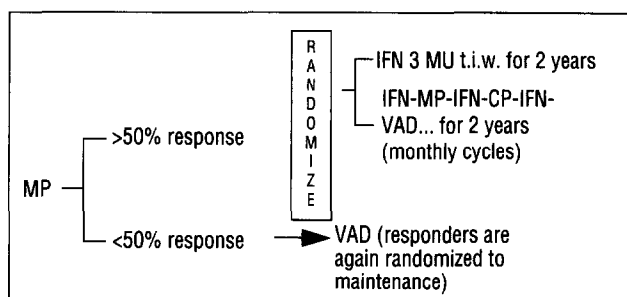 MP
>50% response
<50% response
RANDOMIZE
IFN 3 MU t.i.w. for 2 years
IFN-MP-IFN-CP-IFN-
VAD... for 2 years
(monthly cycles)
VAD (responders are
again randomized to
maintenance)